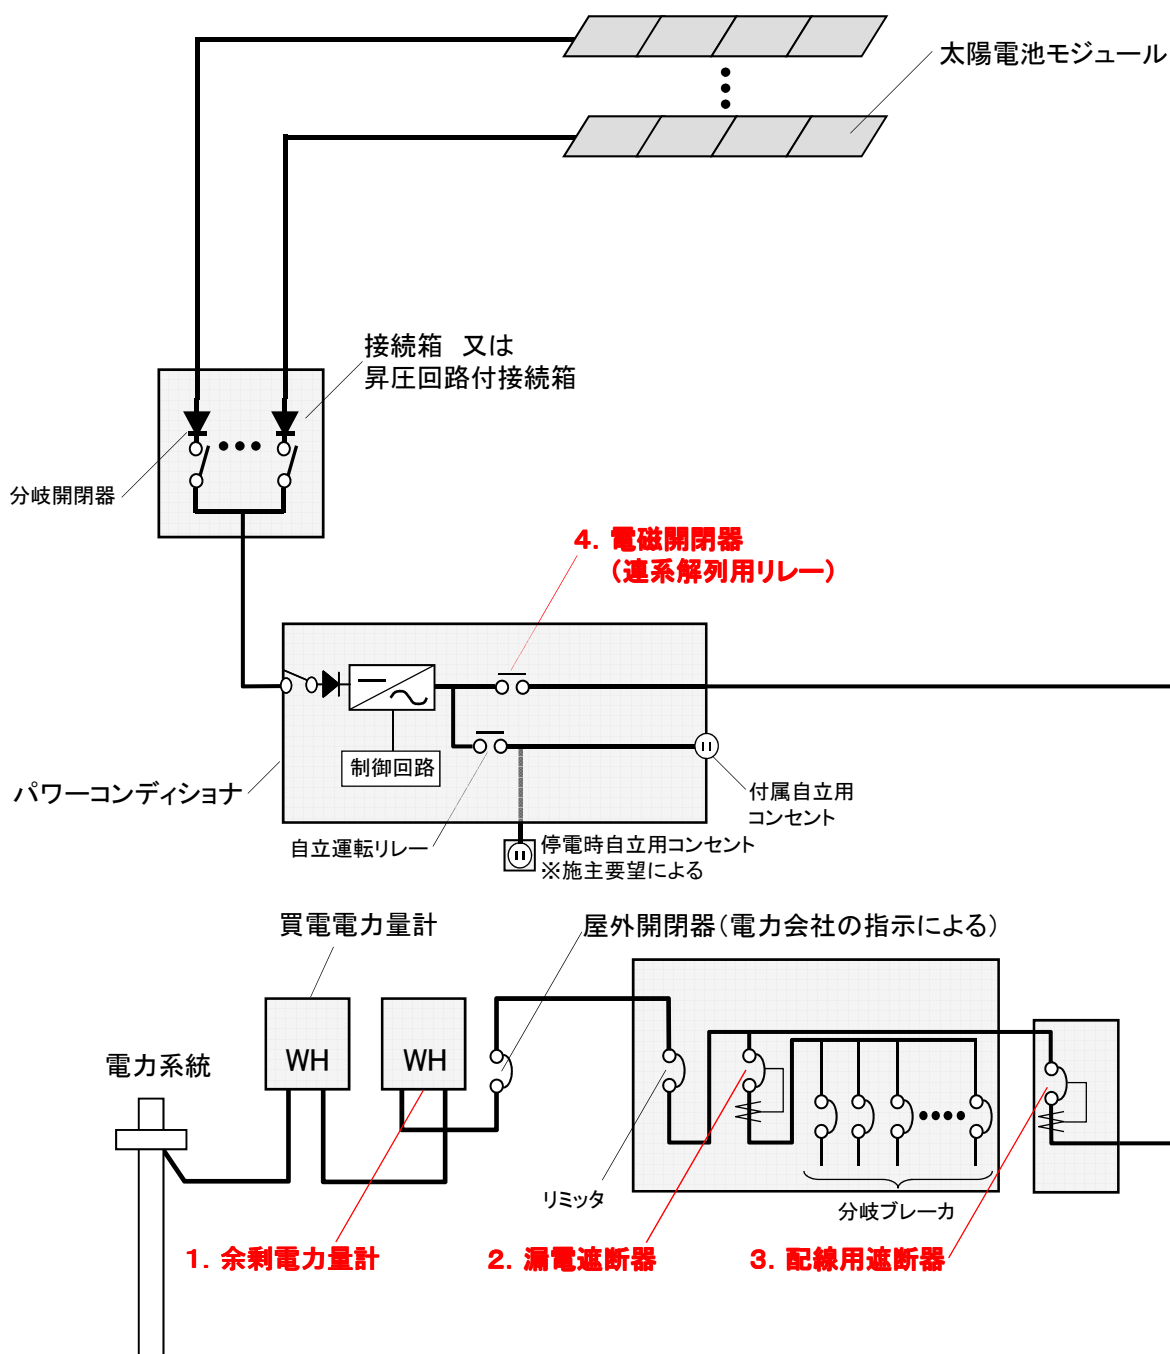 太陽電池モジュール
接続箱　又は
昇圧回路付接続箱
分岐開閉器
4. 電磁開閉器
(連系解列用リレー)
制御回路
パワーコンディショナ
付属自立用
コンセント
自立運転リレー
停電時自立用コンセント
※施主要望による
買電電力量計
屋外開閉器(電力会社の指示による)
WH
WH
電力系統
リミッタ
分岐ブレーカ
1. 余剰電力量計
2. 漏電遮断器
3. 配線用遮断器